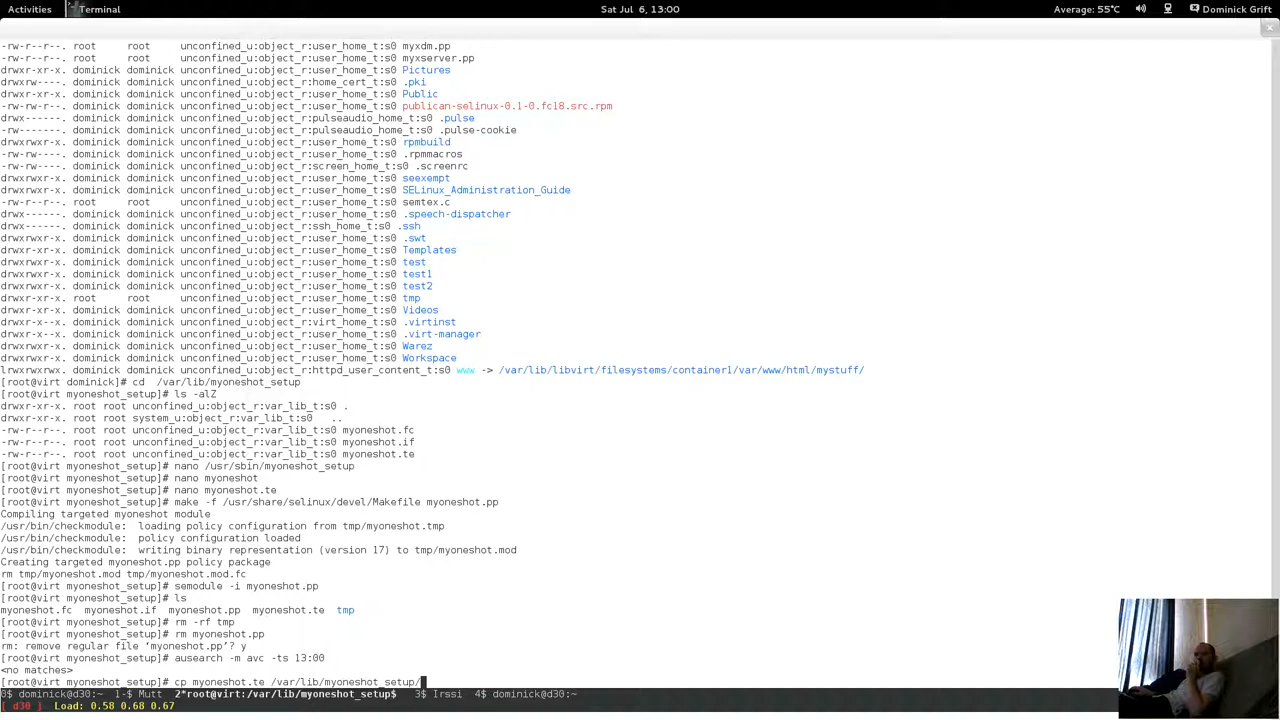 Activities Terminal Sat Jul 6, 13:00 Average: 55°C Dominick Grift
-rw-r--r--. root root unconfined_u:object_r:user_home_t:s0 myxdm.pp
-rw-r--r--. root root unconfined_u:object_r:user_home_t:s0 myxserver.pp
drwxr-xr-x. dominick dominick unconfined_u:object_r:user_home_t:s0 Pictures
drwxrw----. dominick dominick unconfined_u:object_r:home_cert_t:s0 .pki
drwxr-xr-x. dominick dominick unconfined_u:object_r:user_home_t:s0 Public
-rw-rw-r--. dominick dominick unconfined_u:object_r:user_home_t:s0 publican-selinux-0.1-0.fc18.src.rpm
drwx------. dominick dominick unconfined_u:object_r:pulseaudio_home_t:s0 .pulse
-rw-------. dominick dominick unconfined_u:object_r:pulseaudio_home_t:s0 .pulse-cookie
drwxrwxr-x. dominick dominick unconfined_u:object_r:user_home_t:s0 rpmbuild
-rw-rw-r--. dominick dominick unconfined_u:object_r:user_home_t:s0 .rpmmacros
-rw-rw-r--. dominick dominick unconfined_u:object_r:screen_home_t:s0 .screenrc
drwxrwxr-x. dominick dominick unconfined_u:object_r:user_home_t:s0 seexempt
drwxrwxr-x. dominick dominick unconfined_u:object_r:user_home_t:s0 SELinux_Administration_Guide
-rw-rw-r--. dominick dominick unconfined_u:object_r:user_home_t:s0 semtex.c
drwx------. dominick dominick unconfined_u:object_r:user_home_t:s0 .speech-dispatcher
drwx------. dominick dominick unconfined_u:object_r:ssh_home_t:s0 .ssh
drwxrwxr-x. dominick dominick unconfined_u:object_r:user_home_t:s0 .swt
drwxrwxr-x. dominick dominick unconfined_u:object_r:user_home_t:s0 Templates
drwxrwxr-x. dominick dominick unconfined_u:object_r:user_home_t:s0 test
drwxrwxr-x. dominick dominick unconfined_u:object_r:user_home_t:s0 test1
drwxrwxr-x. dominick dominick unconfined_u:object_r:user_home_t:s0 test2
drwxr-xr-x. root root unconfined_u:object_r:user_home_t:s0 tmp
drwxrwxr-x. dominick dominick unconfined_u:object_r:user_home_t:s0 Videos
drwxr-x--x. dominick dominick unconfined_u:object_r:virt_home_t:s0 .virtinst
drwxr-x--x. dominick dominick unconfined_u:object_r:user_home_t:s0 .virt-manager
drwxrwxr-x. dominick dominick unconfined_u:object_r:user_home_t:s0 Warez
drwxrwxr-x. dominick dominick unconfined_u:object_r:user_home_t:s0 Workspace
lrwxrwxrwx. dominick dominick unconfined_u:object_r:httpd_user_content_t:s0 www -> /var/lib/libvirt/filesystems/container1/var/www/html/mystuff/
[root@virt dominick]# cd /var/lib/myoneshot_setup
[root@virt myoneshot_setup]# ls -alZ
drwxr-xr-x. root root unconfined_u:object_r:var_lib_t:s0 .
drwxr-xr-x. root root system_u:object_r:var_lib_t:s0 ..
-rw-r--r--. root root unconfined_u:object_r:var_lib_t:s0 myoneshot.fc
-rw-r--r--. root root unconfined_u:object_r:var_lib_t:s0 myoneshot.if
-rw-r--r--. root root unconfined_u:object_r:var_lib_t:s0 myoneshot.te
[root@virt myoneshot_setup]# nano /usr/sbin/myoneshot_setup
[root@virt myoneshot_setup]# nano myoneshot
[root@virt myoneshot_setup]# nano myoneshot.te
[root@virt myoneshot_setup]# make -f /usr/share/selinux/devel/Makefile myoneshot.pp
Compiling targeted myoneshot module
/usr/bin/checkmodule: loading policy configuration from tmp/myoneshot.tmp
/usr/bin/checkmodule: policy configuration loaded
/usr/bin/checkmodule: writing binary representation (version 17) to tmp/myoneshot.mod
Creating targeted myoneshot.pp policy package
rm tmp/myoneshot.mod tmp/myoneshot.mod.fc
[root@virt myoneshot_setup]# semodule -i myoneshot.pp
[root@virt myoneshot_setup]# ls
myoneshot.fc myoneshot.if myoneshot.pp myoneshot.te tmp
[root@virt myoneshot_setup]# rm -rf tmp
[root@virt myoneshot_setup]# rm myoneshot.pp
rm: remove regular file ‘myoneshot.pp’? y
[root@virt myoneshot_setup]# ausearch -m avc -ts 13:00
<no matches>
[root@virt myoneshot_setup]# cp myoneshot.te /var/lib/myoneshot_setup/
0$ dominick@d30:~ 1-$ Mutt 2*root@virt:/var/lib/myoneshot_setup$ 3$ Irssi 4$ dominick@d30:~
[ d30 ] Load: 0.58 0.68 0.67